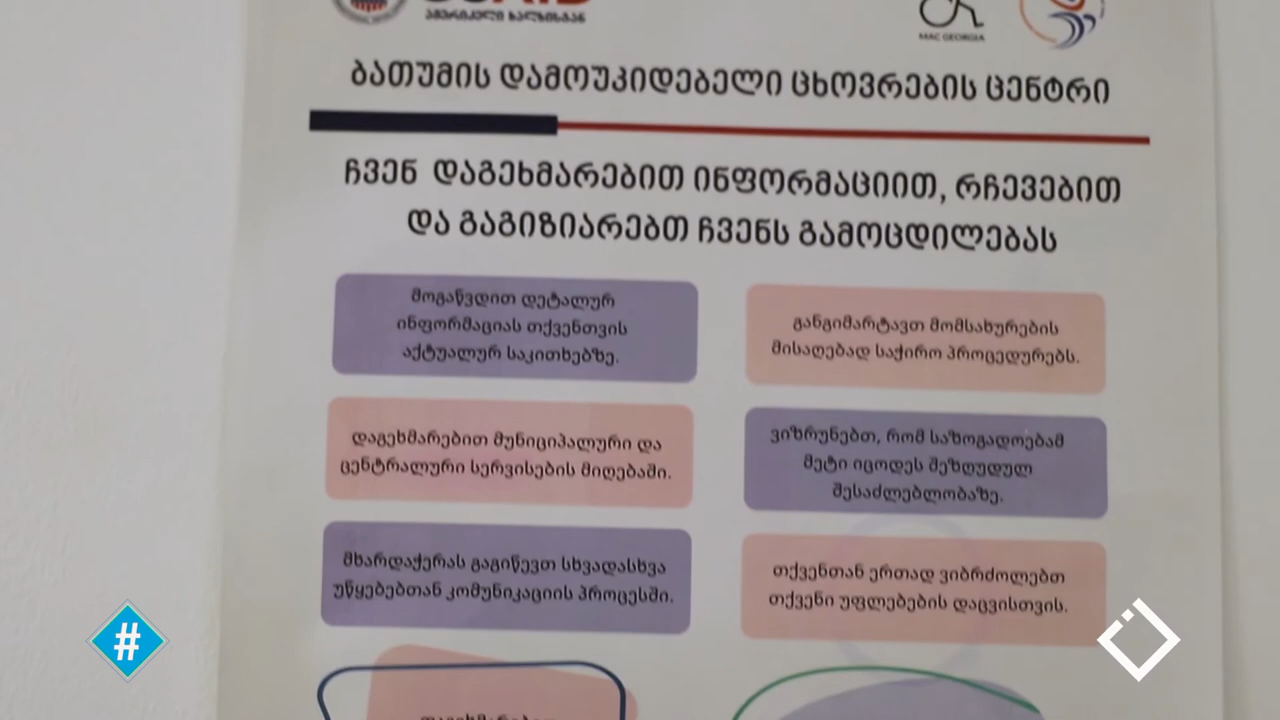 ამერიკელი ხალხისგან
MAC GEORGIA
ბათუმის დამოუკიდებელი ცხოვრების ცენტრი
ჩვენ დაგეხმარებით ინფორმაციით, რჩევებით
და გაგიზიარებთ ჩვენს გამოცდილებას
მოგაწვდით დეტალურ
ინფორმაციას თქვენთვის
აქტუალურ საკითხებზე.
განგიმარტავთ მომსახურების
მისაღებად საჭირო პროცედურებს.
დაგეხმარებით მუნიციპალური და
ცენტრალური სერვისების მიღებაში.
ვიზრუნებთ, რომ საზოგადოებამ
მეტი იცოდეს შეზღუდულ
შესაძლებლობაზე.
მხარდაჭერას გაგიწევთ სხვადასხვა
უწყებებთან კომუნიკაციის პროცესში.
თქვენთან ერთად ვიბრძოლებთ
თქვენი უფლებების დაცვისთვის.
#